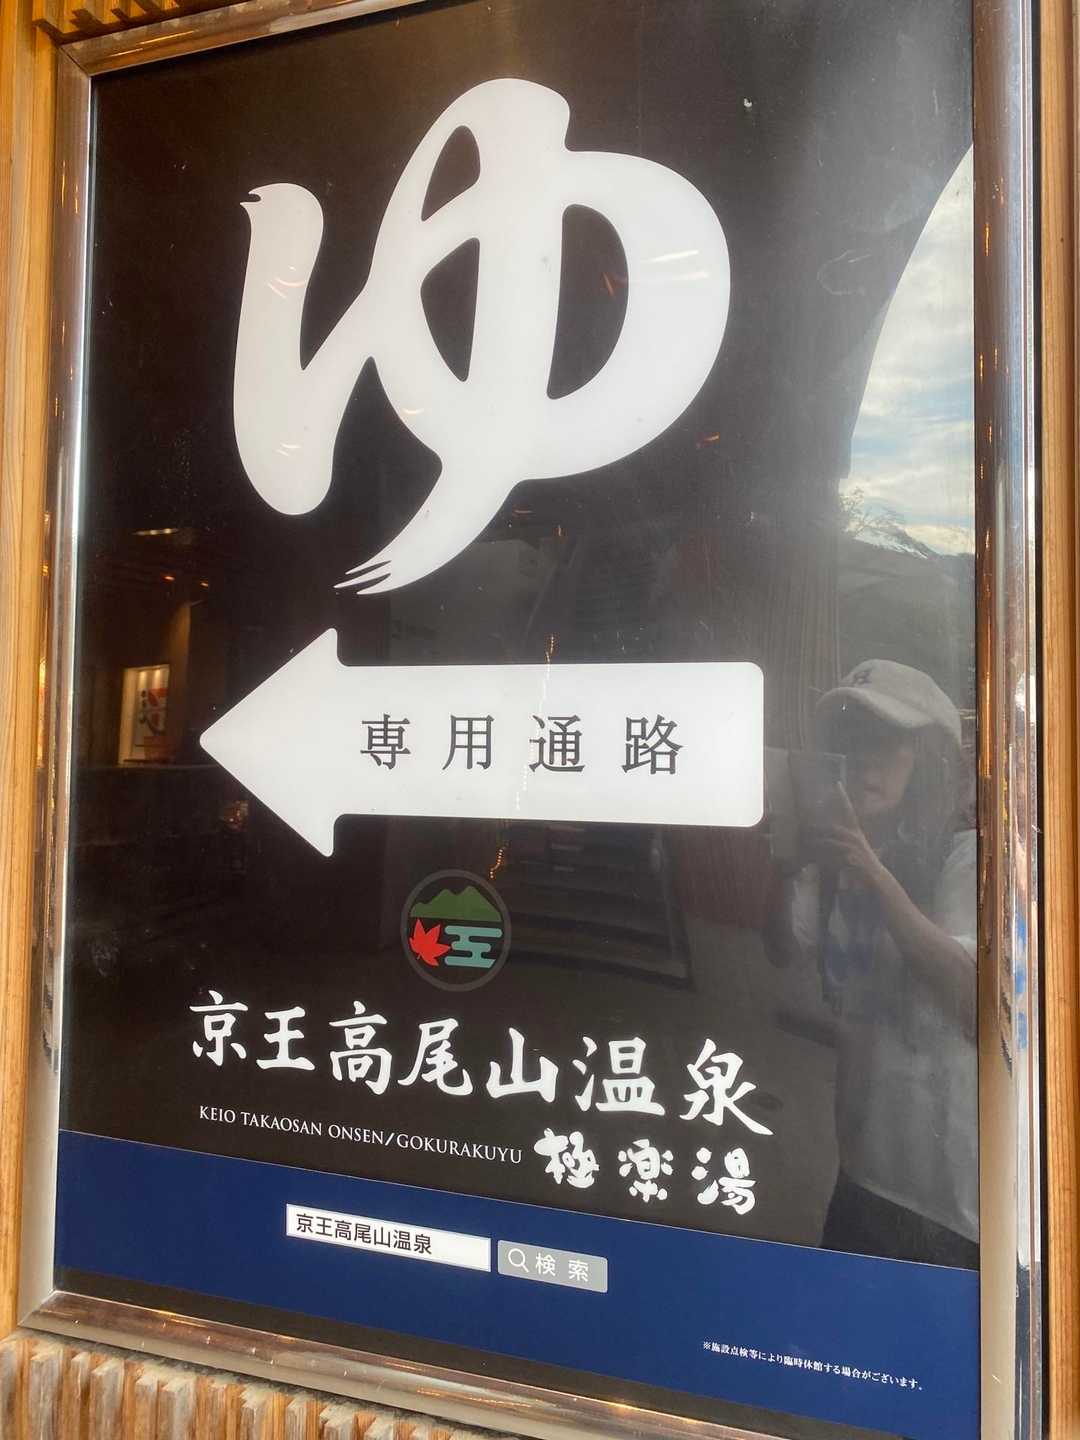 ゆ
専用通路
京王高尾山温泉
KEIO TAKAOSAN ONSEN/GOKURAKUYU 極楽湯
京王高尾山温泉 検索
※施設点検等により臨時休館する場合がございます。